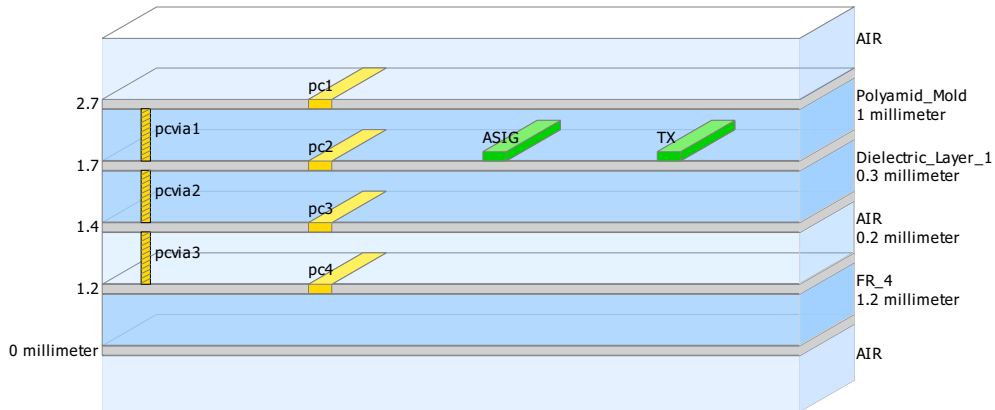 AIR
pc1
2.7
Polyamid_Mold
1 millimeter
pcvia1
ASIG
TX
pc2
1.7
Dielectric_Layer_1
0.3 millimeter
pcvia2
pc3
1.4
AIR
0.2 millimeter
pcvia3
pc4
1.2
FR_4
1.2 millimeter
0 millimeter
AIR